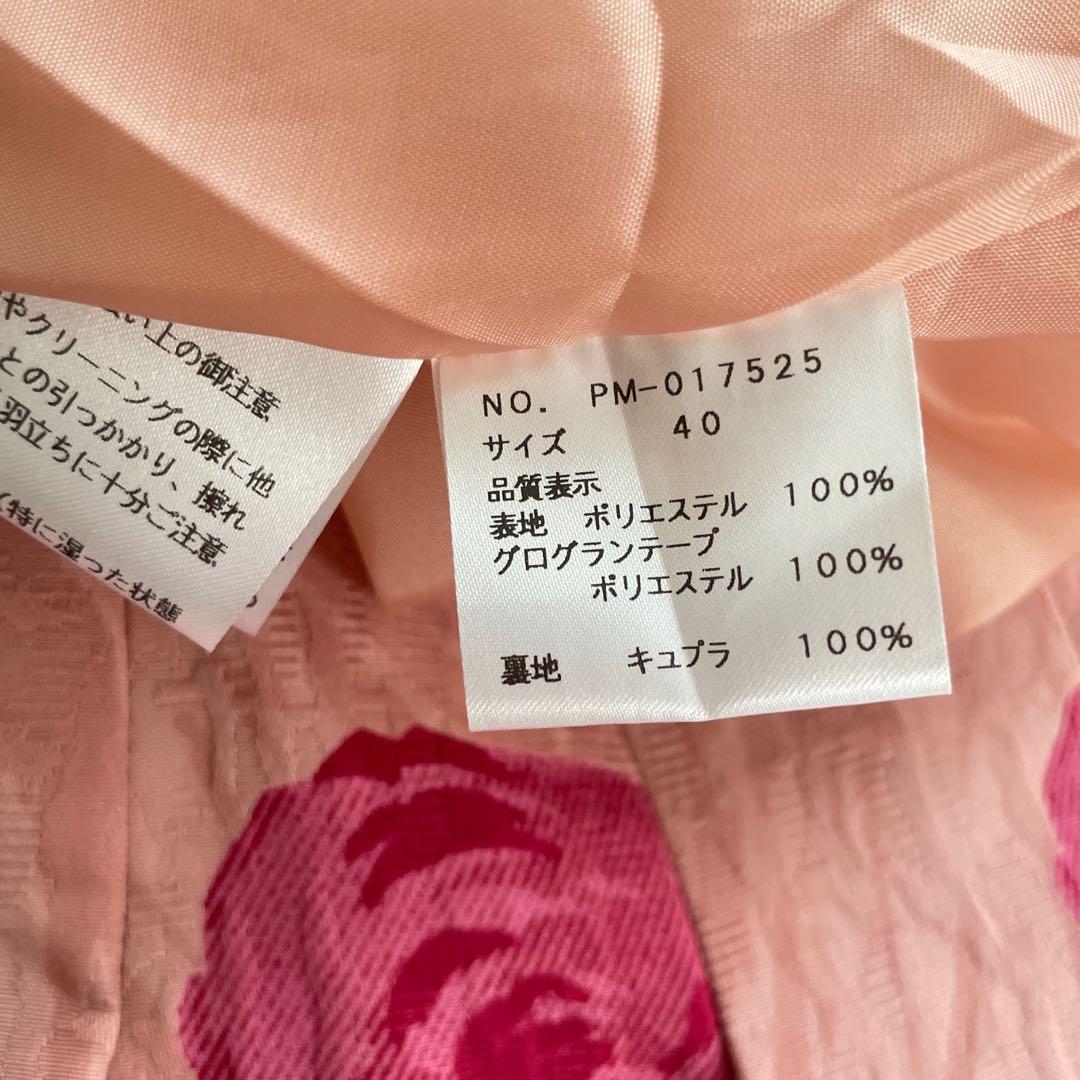 い上の御注意
やクリーニングの際に他
との引っかかり、擦れ
羽立ちに十分ご注意
(特に湿った状態
NO. PM-017525
サイズ 40
品質表示
表地 ポリエステル 100%
グログランテープ
ポリエステル 100%
裏地 キュプラ 100%